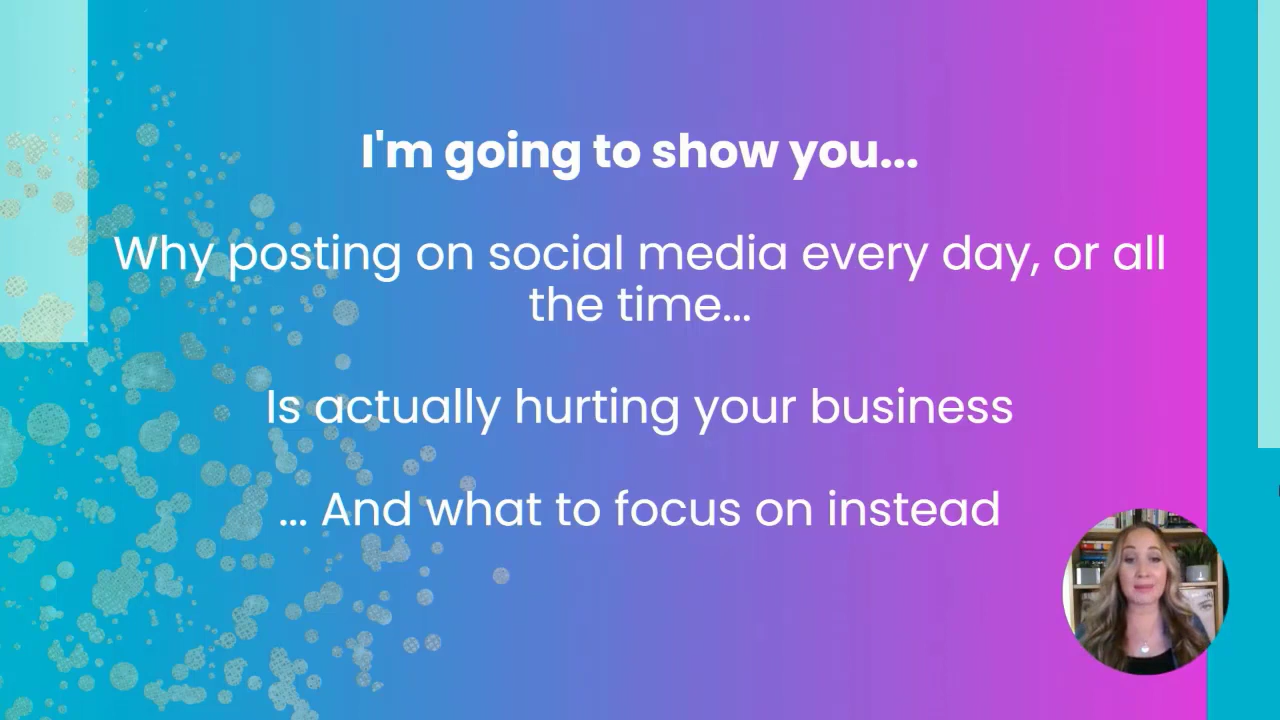 I'm going to show you...
Why posting on social media every day, or all
the time...
Is actually hurting your business
... And what to focus on instead